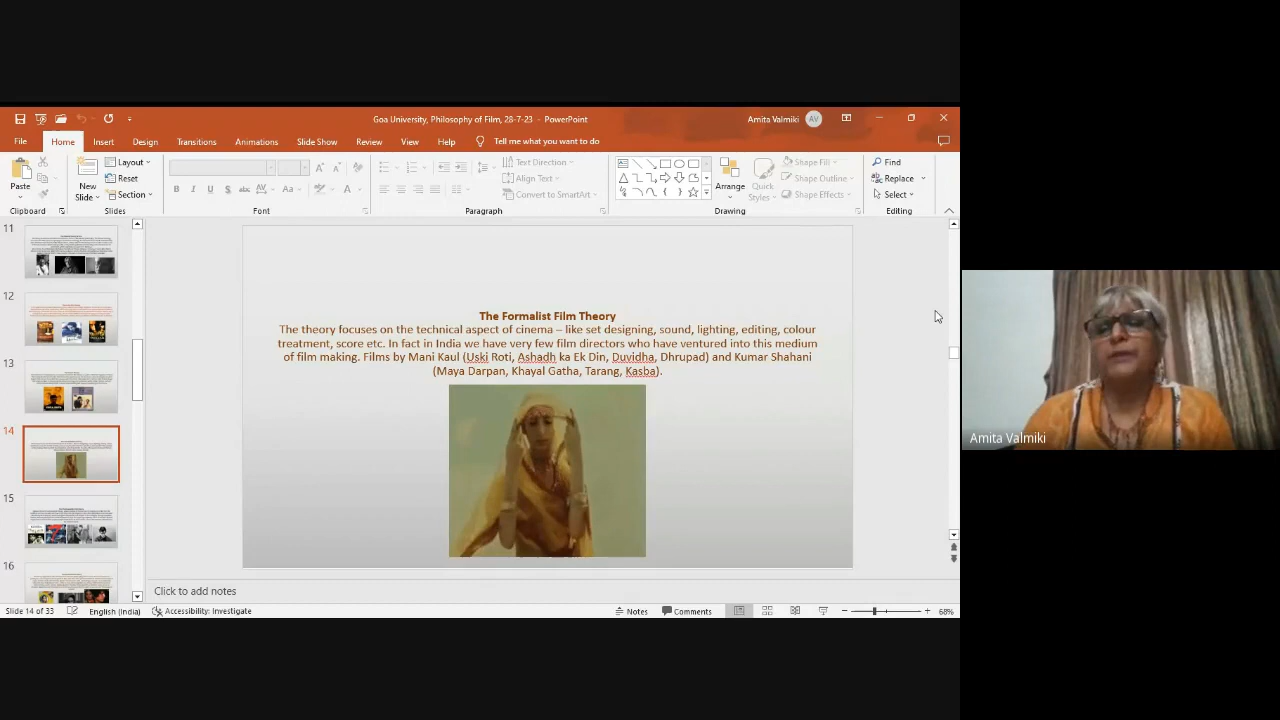 Goa University, Philosophy of Film, 28-7-23 - PowerPoint
Amita Valmiki
AV
File
Home
Insert
Design
Transitions
Animations
Slide Show
Review
View
Help
Tell me what you want to do
Paste
New
Slide
Layout
Reset
Section
Text Direction
Align Text
Convert to SmartArt
Arrange
Quick
Styles
Shape Fill
Shape Outline
Shape Effects
Find
Replace
Select
Clipboard
Slides
Font
Paragraph
Drawing
Editing
11
12
13
14
15
16
The Formalist Film Theory
The theory focuses on the technical aspect of cinema – like set designing, sound, lighting, editing, colour
treatment, score etc. In fact in India we have very few film directors who have ventured into this medium
of film making. Films by Mani Kaul (Uski Roti, Ashadh ka Ek Din, Duvidha, Dhrupad) and Kumar Shahani
(Maya Darpan, Khayal Gatha, Tarang, Kasba).
Amita Valmiki
Click to add notes
Slide 14 of 33
English (India)
Accessibility: Investigate
Notes
Comments
68%